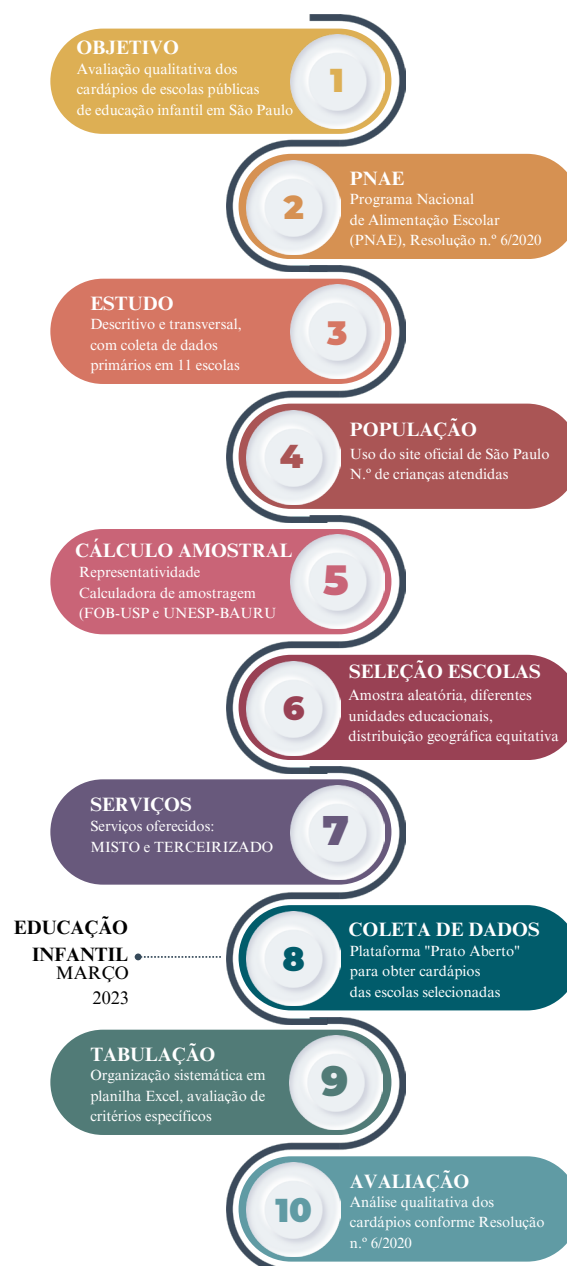 OBJETIVO
Avaliação qualitativa dos
cardápios de escolas públicas
de educação infantil em São Paulo
1
2
PNAE
Programa Nacional
de Alimentação Escolar
(PNAE), Resolução n.º 6/2020
ESTUDO
Descritivo e transversal,
com coleta de dados
primários em 11 escolas
3
4
POPULAÇÃO
Uso do site oficial de São Paulo
N.º de crianças atendidas
CÁLCULO AMOSTRAL
Representatividade
Calculadora de amostragem
(FOB-USP e UNESP-BAURU
5
6
SELEÇÃO ESCOLAS
Amostra aleatória, diferentes
unidades educacionais,
distribuição geográfica equitativa
SERVIÇOS
Serviços oferecidos:
MISTO e TERCEIRIZADO
7
EDUCAÇÃO
INFANTIL
MARÇO
2023
8
COLETA DE DADOS
Plataforma "Prato Aberto"
para obter cardápios
das escolas selecionadas
TABULAÇÃO
Organização sistemática em
planilha Excel, avaliação de
critérios específicos
9
10
AVALIAÇÃO
Análise qualitativa dos
cardápios conforme Resolução
n.º 6/2020